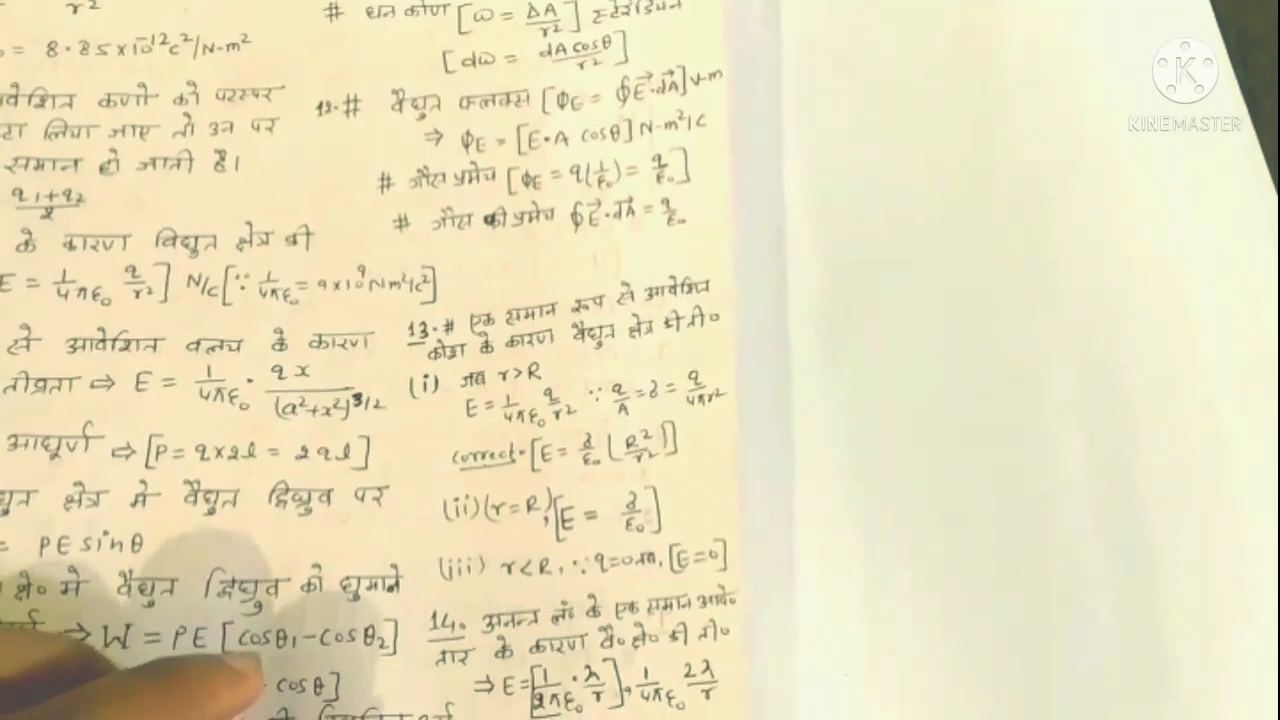 r²
= 8.85×10⁻¹²c²/N-m²
आवेशित कणो को परस्पर
लिया जाए तो उन पर
समान हो जाती है।
q₁+q₂/2
के कारण विद्युत क्षेत्र की
E = 1/4πε₀ q/r²] N/C [∵ 1/4πε₀ = 9×10⁹Nm²/c²]
से आवेशित वलय के कारण
तीव्रता ⇒ E = 1/4πε₀ · qx/(a²+x²)^3/2
आघूर्ण ⇒ [P = q×2l = 2ql]
क्षेत्र मे वैद्युत द्विध्रुव पर
= PE sinθ
क्षे० मे वैद्युत द्विध्रुव को घुमाने
⇒ W = PE [cosθ₁-cosθ₂]
. cosθ]
# घन कोण [ω = ΔA/r²] स्टेरेडियन
[dω = dA cosθ/r²]
12.# वैद्युत फ्लक्स [ϕE = ∮E⃗·dA⃗] V-m
⇒ ϕE = [E·A cosθ] N-m²/C
# गौस प्रमेय [ϕE = q(1/ε₀) = q/ε₀]
# गौस की प्रमेय ∮E⃗·dA⃗ = q/ε₀
13.# एक समान रूप से आवेशित
के कारण वैद्युत क्षेत्र की ती०
(i) जब r>R
E = 1/4πε₀ q/r² ∵ q/A = δ = q/4πr²
correct· [E = δ/ε₀ (R²/r²)]
(ii) (r=R), [E = δ/ε₀]
(iii) r<R, ∵ q=0 तब, [E=0]
14. अनन्त लं० के एक समान आवे०
तार के कारण वै० क्षे० की ती०
⇒ E = [1/2πε₀ · λ/r], 1/4πε₀ 2λ/r
KINEMASTER